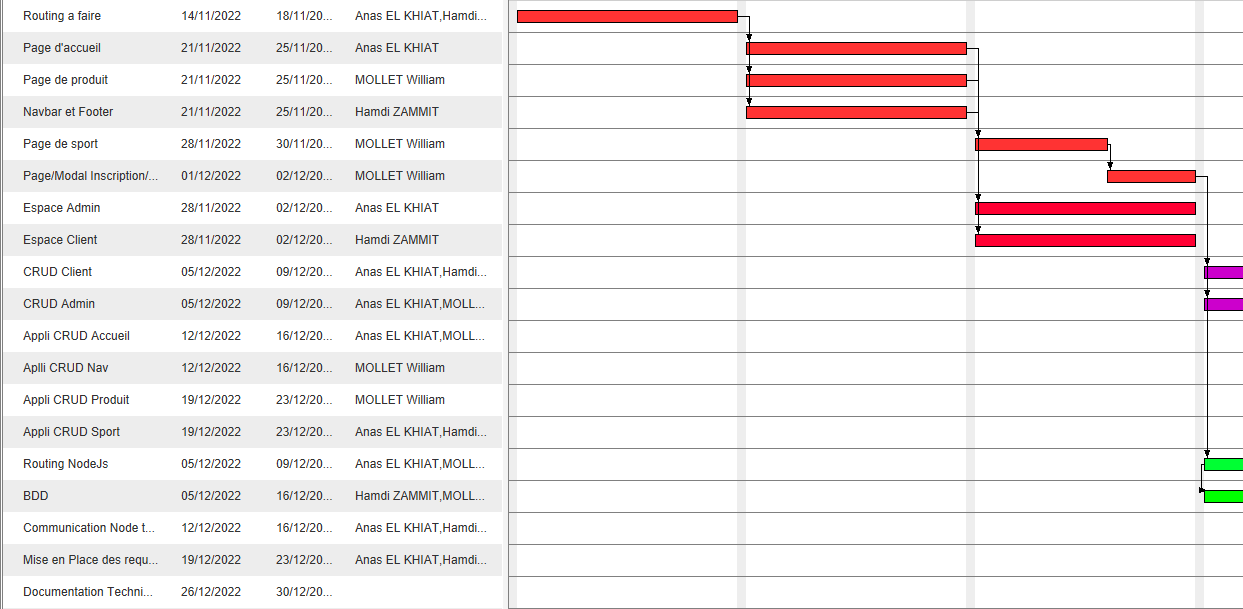 Routing a faire 14/11/2022 18/11/20... Anas EL KHIAT,Hamdi...
Page d'accueil 21/11/2022 25/11/20... Anas EL KHIAT
Page de produit 21/11/2022 25/11/20... MOLLET William
Navbar et Footer 21/11/2022 25/11/20... Hamdi ZAMMIT
Page de sport 28/11/2022 30/11/20... MOLLET William
Page/Modal Inscription/... 01/12/2022 02/12/20... MOLLET William
Espace Admin 28/11/2022 02/12/20... Anas EL KHIAT
Espace Client 28/11/2022 02/12/20... Hamdi ZAMMIT
CRUD Client 05/12/2022 09/12/20... Anas EL KHIAT,Hamdi...
CRUD Admin 05/12/2022 09/12/20... Anas EL KHIAT,MOLL...
Appli CRUD Accueil 12/12/2022 16/12/20... Anas EL KHIAT,MOLL...
Aplli CRUD Nav 12/12/2022 16/12/20... MOLLET William
Appli CRUD Produit 19/12/2022 23/12/20... MOLLET William
Appli CRUD Sport 19/12/2022 23/12/20... Anas EL KHIAT,Hamdi...
Routing NodeJs 05/12/2022 09/12/20... Anas EL KHIAT,MOLL...
BDD 05/12/2022 16/12/20... Hamdi ZAMMIT,MOLL...
Communication Node t... 12/12/2022 16/12/20... Anas EL KHIAT,Hamdi...
Mise en Place des requ... 19/12/2022 23/12/20... Anas EL KHIAT,Hamdi...
Documentation Techni... 26/12/2022 30/12/20...